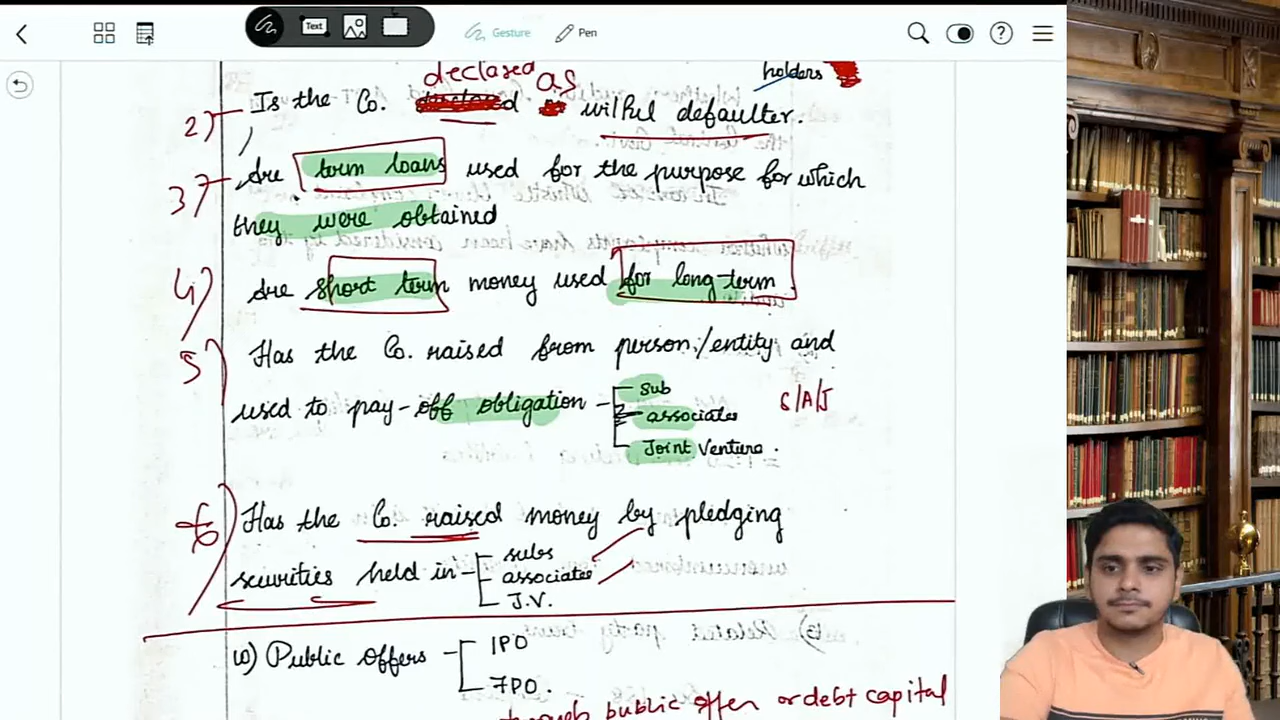 Text
Gesture
Pen
declared as
holders
2) Is the Co. d wilful defaulter.
3) Are term loans used for the purpose for which
they were obtained
4) Are short term money used for long-term
5) Has the Co. raised from person/entity and
used to pay-off obligation - Sub
associates
Joint Venture.
S/A/J
6) Has the Co. raised money by pledging
securities held in - subs
associates
J.V.
10) Public offers - IPO
FPO.
through public offer or debt capital